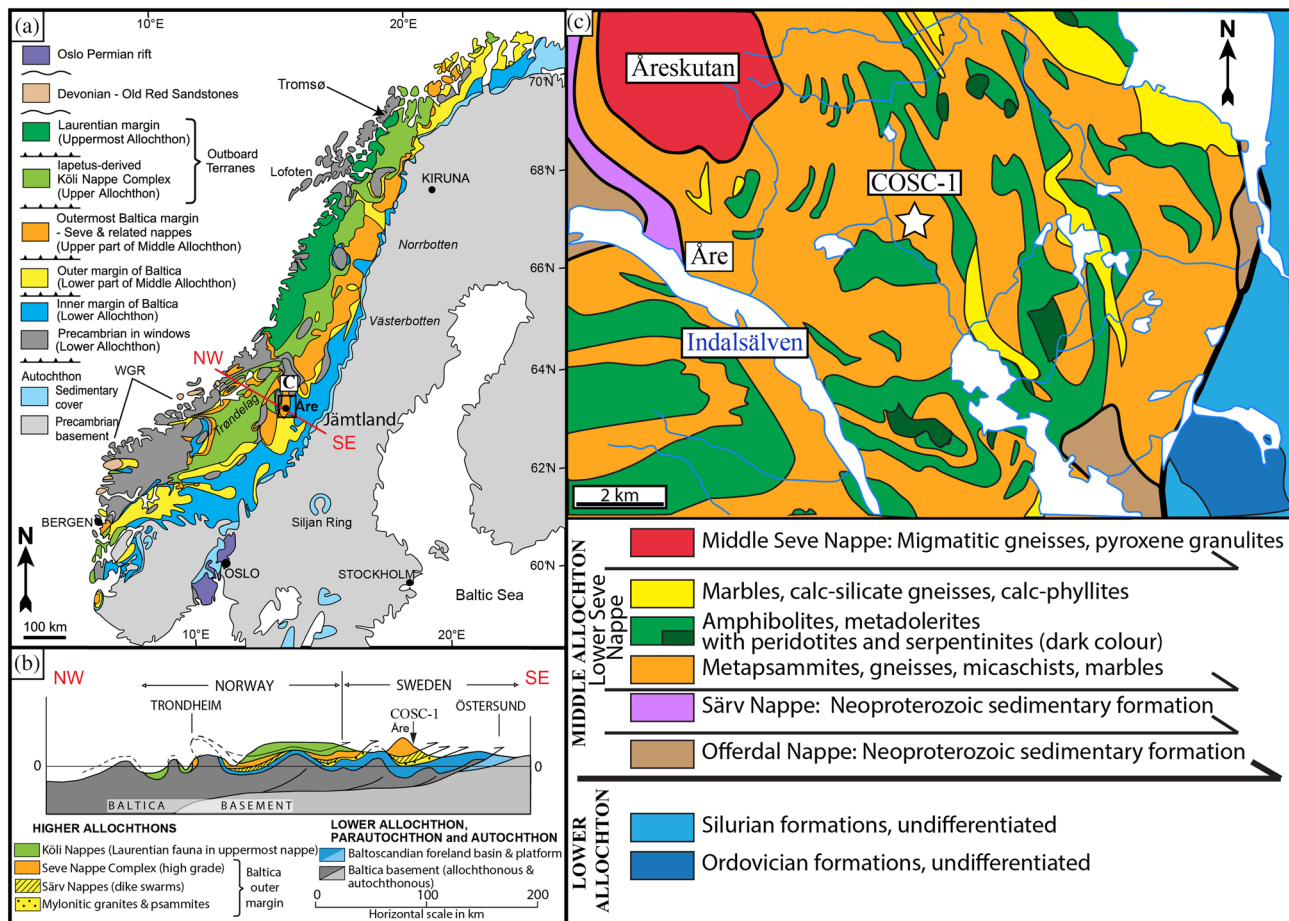 (a)
10°E
20°E
Oslo Permian rift
Devonian - Old Red Sandstones
Laurentian margin
(Uppermost Allochthon)
Iapetus-derived
Köli Nappe Complex
(Upper Allochthon)
Outboard
Terranes
Outermost Baltica margin
- Seve & related nappes
(Upper part of Middle Allochthon)
Outer margin of Baltica
(Lower part of Middle Allochthon)
Inner margin of Baltica
(Lower Allochthon)
Precambrian in windows
(Lower Allochthon)
Autochthon
Sedimentary
cover
Precambrian
basement
Tromsø
70N
Lofoten
68N
KIRUNA
Norrbotten
66N
Västerbotten
NW
WGR
C
64N
Åre
Jämtland
Trøndelag
SE
62N
Siljan Ring
BERGEN
N
OSLO
STOCKHOLM
60N
Baltic Sea
100 km
10°E
20°E
(b)
NW
SE
NORWAY
SWEDEN
TRONDHEIM
COSC-1
Åre
ÖSTERSUND
0
0
BALTICA
BASEMENT
HIGHER ALLOCHTHONS
Köli Nappes (Laurentian fauna in uppermost nappe)
Seve Nappe Complex (high grade)
Särv Nappes (dike swarms)
Mylonitic granites & psammites
Baltica
outer
margin
LOWER ALLOCHTHON,
PARAUTOCHTHON and AUTOCHTHON
Baltoscandian foreland basin & platform
Baltica basement (allochthonous &
autochthonous)
0 100 200
Horizontal scale in km
(c)
N
Åreskutan
COSC-1
Åre
Indalsälven
2 km
MIDDLE ALLOCHTON
Lower Seve
Nappe
Middle Seve Nappe: Migmatitic gneisses, pyroxene granulites
Marbles, calc-silicate gneisses, calc-phyllites
Amphibolites, metadolerites
with peridotites and serpentinites (dark colour)
Metapsammites, gneisses, micaschists, marbles
Särv Nappe: Neoproterozoic sedimentary formation
Offerdal Nappe: Neoproterozoic sedimentary formation
LOWER
ALLOCHTON
Silurian formations, undifferentiated
Ordovician formations, undifferentiated